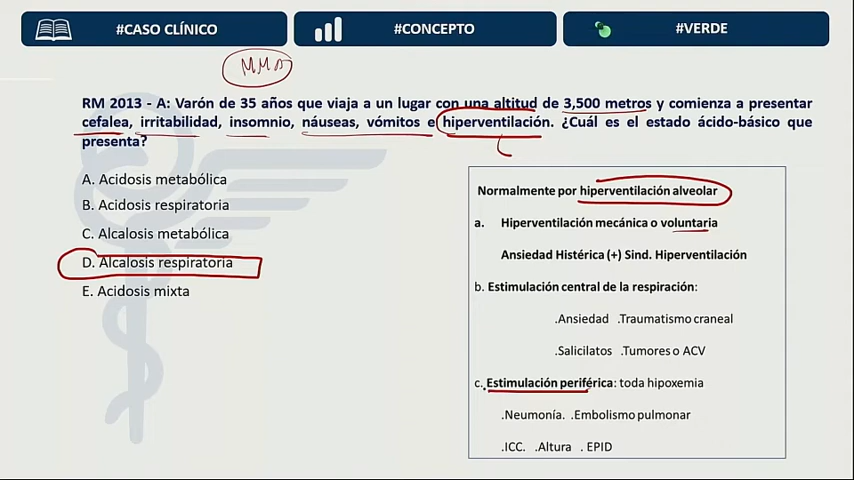 #CASO CLÍNICO
#CONCEPTO
#VERDE
RM 2013 - A: Varón de 35 años que viaja a un lugar con una altitud de 3,500 metros y comienza a presentar
cefalea, irritabilidad, insomnio, náuseas, vómitos e hiperventilación. ¿Cuál es el estado ácido-básico que
presenta?
A. Acidosis metabólica
B. Acidosis respiratoria
C. Alcalosis metabólica
D. Alcalosis respiratoria
E. Acidosis mixta
Normalmente por hiperventilación alveolar
a. Hiperventilación mecánica o voluntaria
Ansiedad Histérica (+) Sind. Hiperventilación
b. Estimulación central de la respiración:
.Ansiedad .Traumatismo craneal
.Salicilatos .Tumores o ACV
c. Estimulación periférica: toda hipoxemia
.Neumonía. .Embolismo pulmonar
.ICC. .Altura . EPID